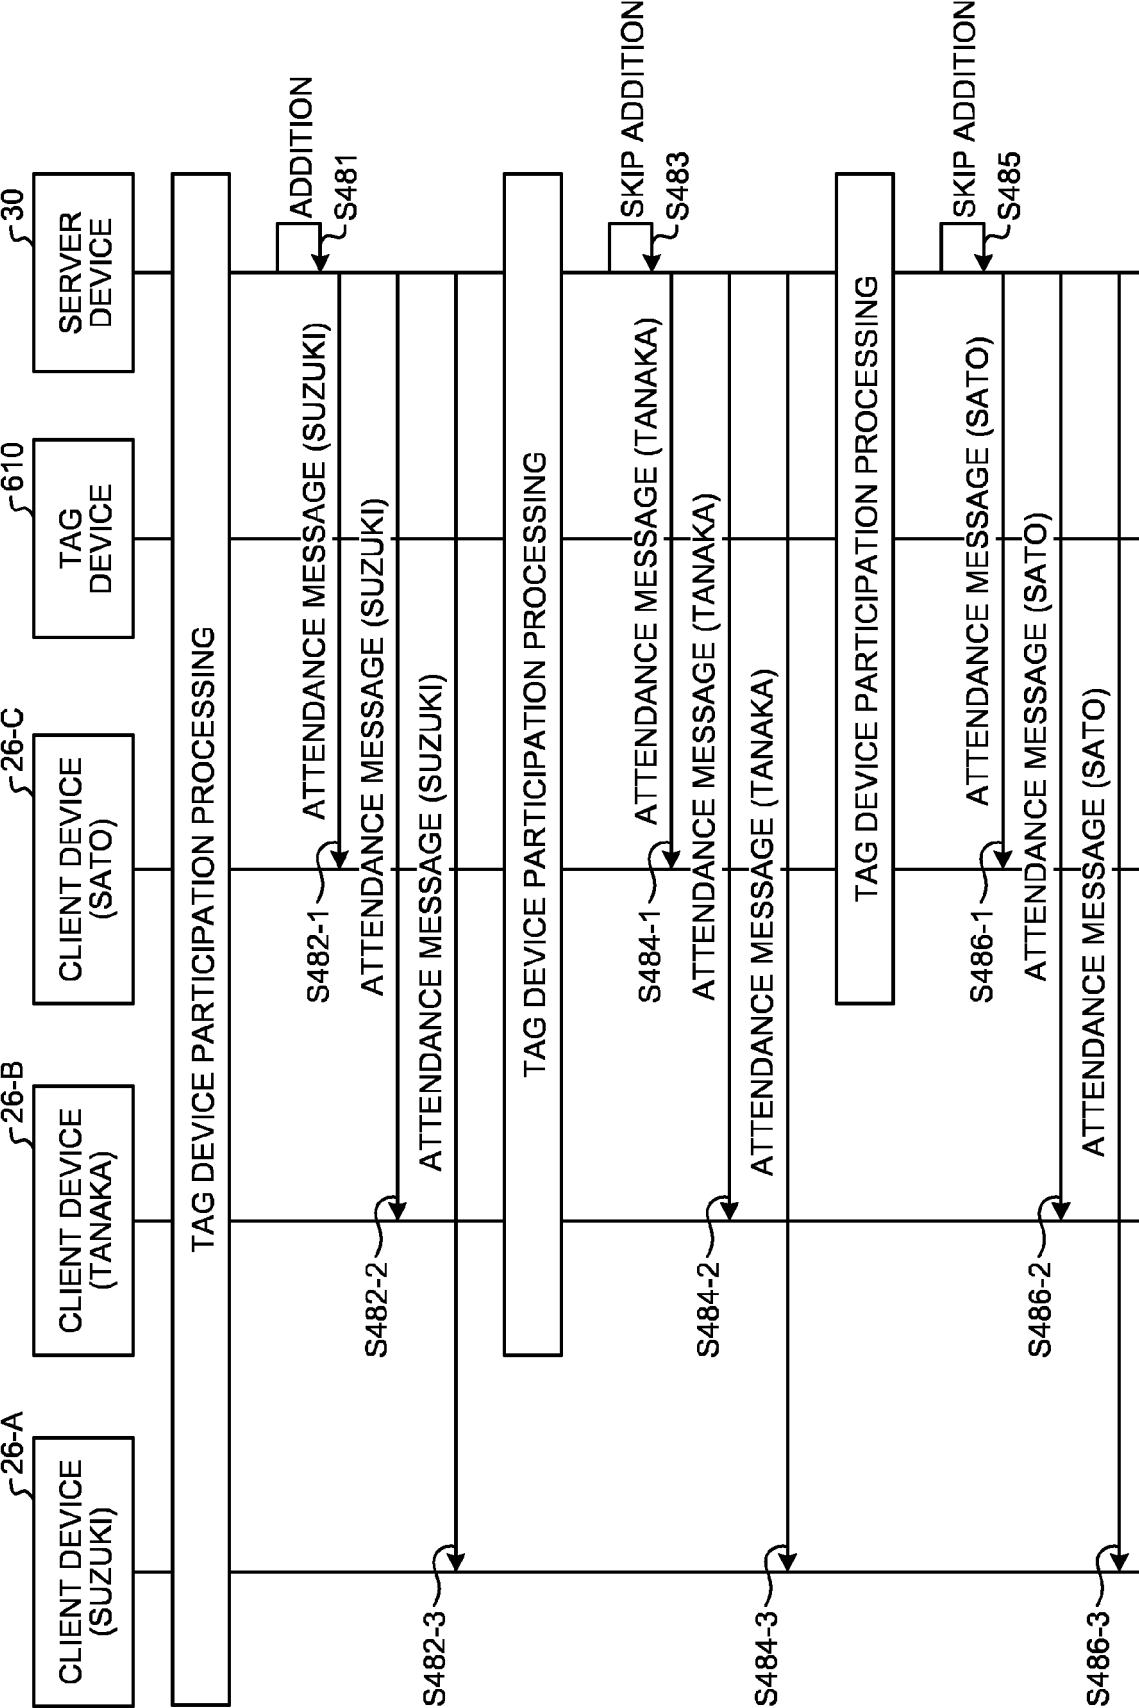 26-A
CLIENT DEVICE
(SUZUKI)
26-B
CLIENT DEVICE
(TANAKA)
26-C
CLIENT DEVICE
(SATO)
610
TAG
DEVICE
30
SERVER
DEVICE
TAG DEVICE PARTICIPATION PROCESSING
ADDITION
S481
ATTENDANCE MESSAGE (SUZUKI)
S482-1
ATTENDANCE MESSAGE (SUZUKI)
S482-2
ATTENDANCE MESSAGE (SUZUKI)
S482-3
TAG DEVICE PARTICIPATION PROCESSING
SKIP ADDITION
S483
ATTENDANCE MESSAGE (TANAKA)
S484-1
ATTENDANCE MESSAGE (TANAKA)
S484-2
ATTENDANCE MESSAGE (TANAKA)
S484-3
TAG DEVICE PARTICIPATION PROCESSING
SKIP ADDITION
S485
ATTENDANCE MESSAGE (SATO)
S486-1
ATTENDANCE MESSAGE (SATO)
S486-2
ATTENDANCE MESSAGE (SATO)
S486-3